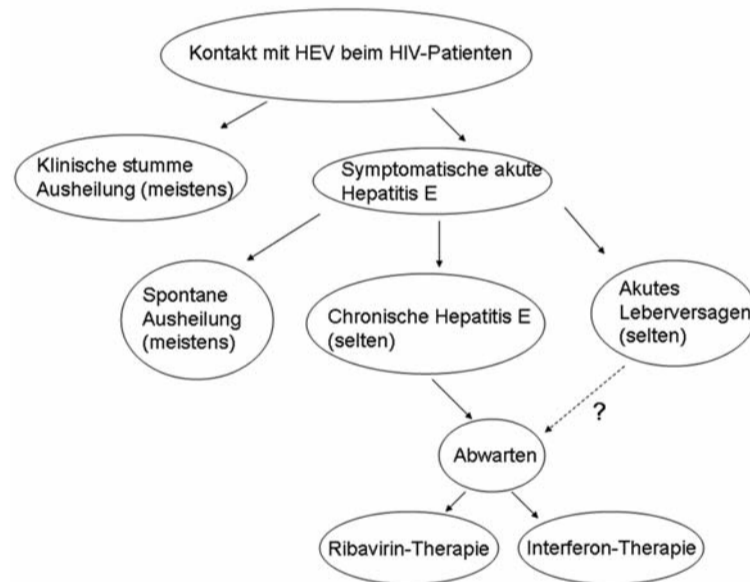 Kontakt mit HEV beim HIV-Patienten
Klinische stumme
Ausheilung (meistens)
Symptomatische akute
Hepatitis E
Spontane
Ausheilung
(meistens)
Chronische Hepatitis E
(selten)
Akutes
Leberversagen
(selten)
?
Abwarten
Ribavirin-Therapie
Interferon-Therapie